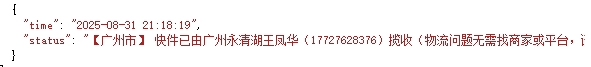 {
"time": "2025-08-31 21:18:19",
"status": "【广州市】 快件已由广州永清湖王凤华（17727628376）揽收（物流问题无需找商家或平台，
}